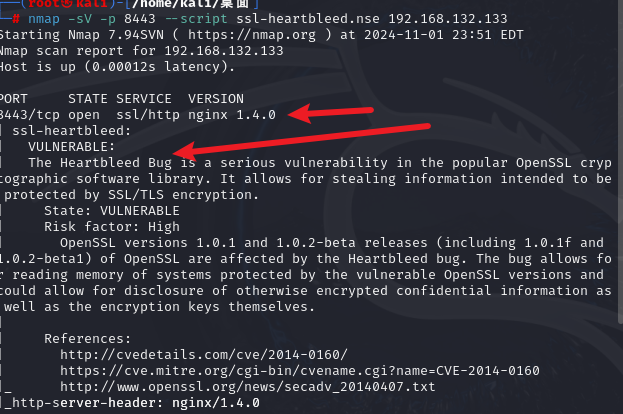 ──(root㉿kali)-[/home/kali/桌面]
└─# nmap -sV -p 8443 --script ssl-heartbleed.nse 192.168.132.133
Starting Nmap 7.94SVN ( https://nmap.org ) at 2024-11-01 23:51 EDT
Nmap scan report for 192.168.132.133
Host is up (0.00012s latency).

PORT     STATE SERVICE  VERSION
8443/tcp open  ssl/http nginx 1.4.0
| ssl-heartbleed:
|   VULNERABLE:
|   The Heartbleed Bug is a serious vulnerability in the popular OpenSSL cryp
tographic software library. It allows for stealing information intended to be
 protected by SSL/TLS encryption.
|     State: VULNERABLE
|     Risk factor: High
|       OpenSSL versions 1.0.1 and 1.0.2-beta releases (including 1.0.1f and
1.0.2-beta1) of OpenSSL are affected by the Heartbleed bug. The bug allows fo
r reading memory of systems protected by the vulnerable OpenSSL versions and
could allow for disclosure of otherwise encrypted confidential information as
 well as the encryption keys themselves.
|
|     References:
|       http://cvedetails.com/cve/2014-0160/
|       https://cve.mitre.org/cgi-bin/cvename.cgi?name=CVE-2014-0160
|_      http://www.openssl.org/news/secadv_20140407.txt
|_http-server-header: nginx/1.4.0